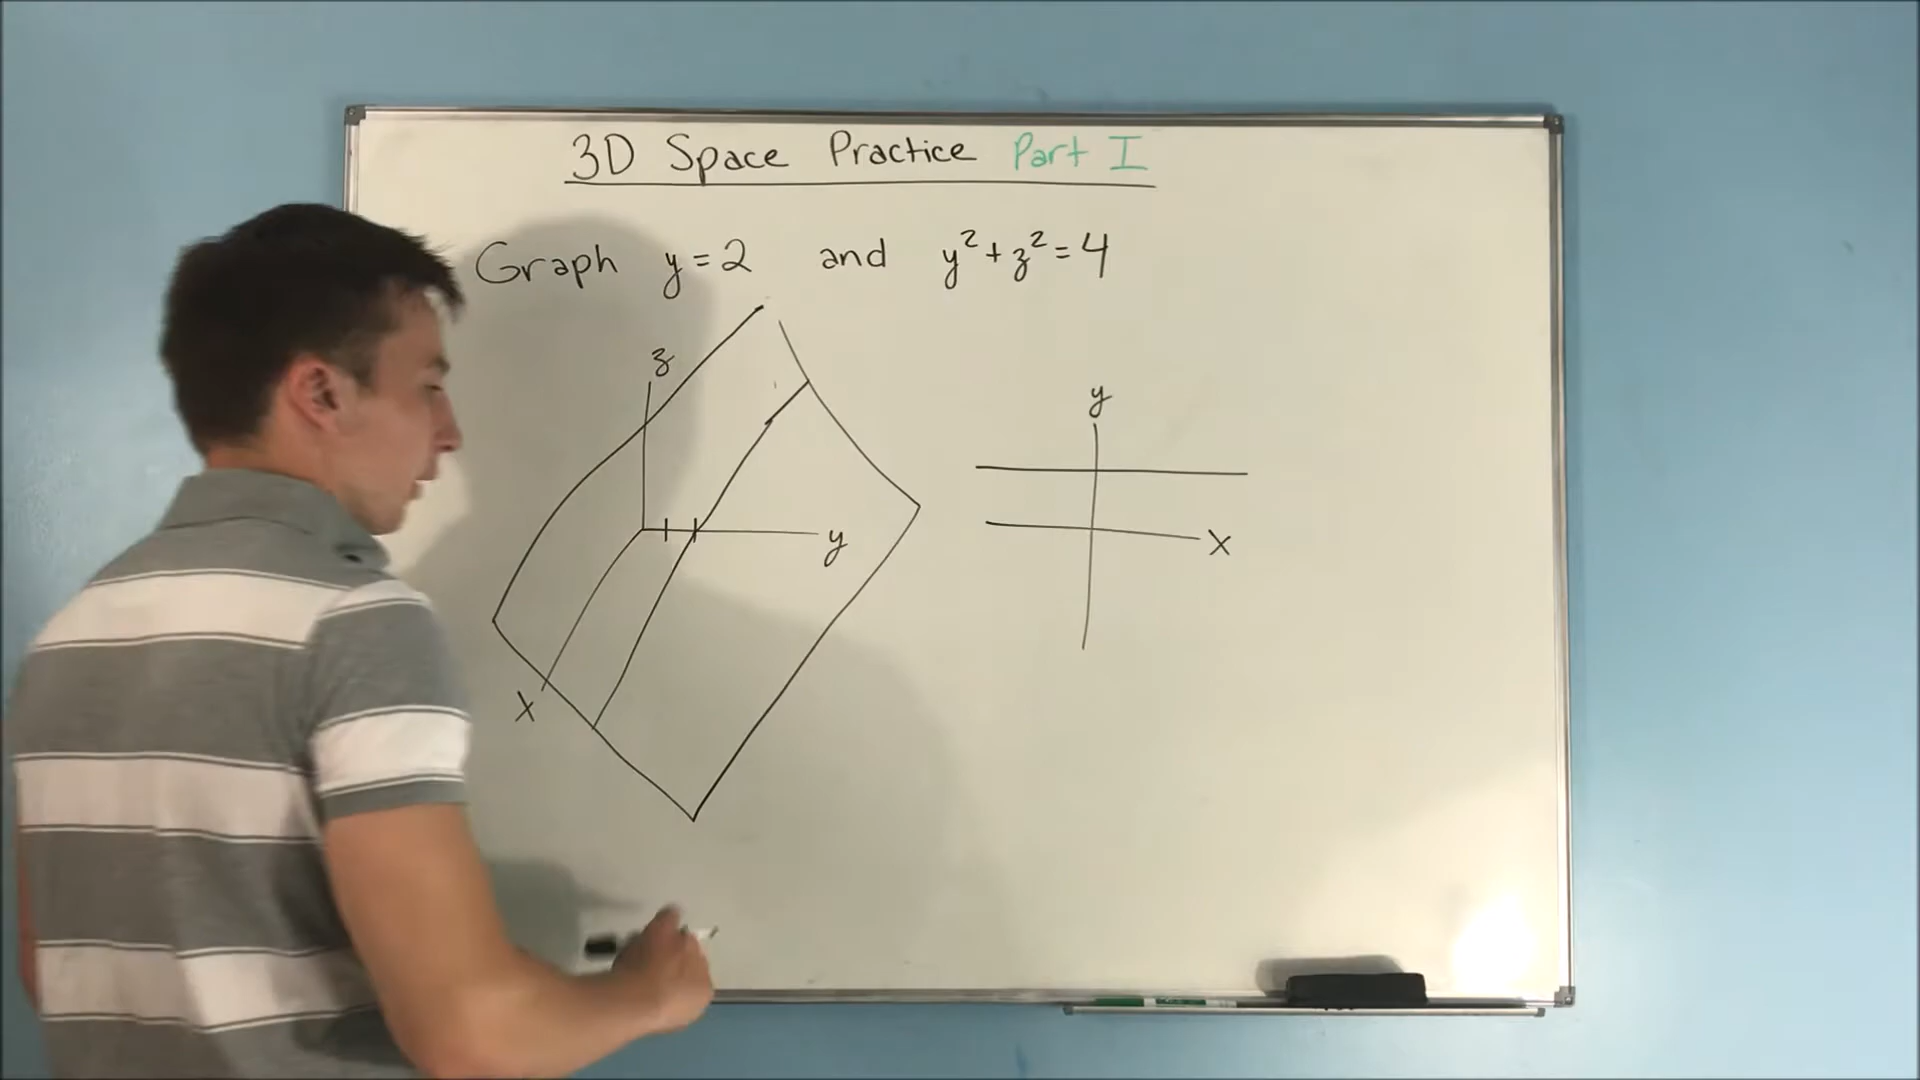 3D Space Practice Part I
Graph y=2 and y²+z²=4
z
y
x
y
x